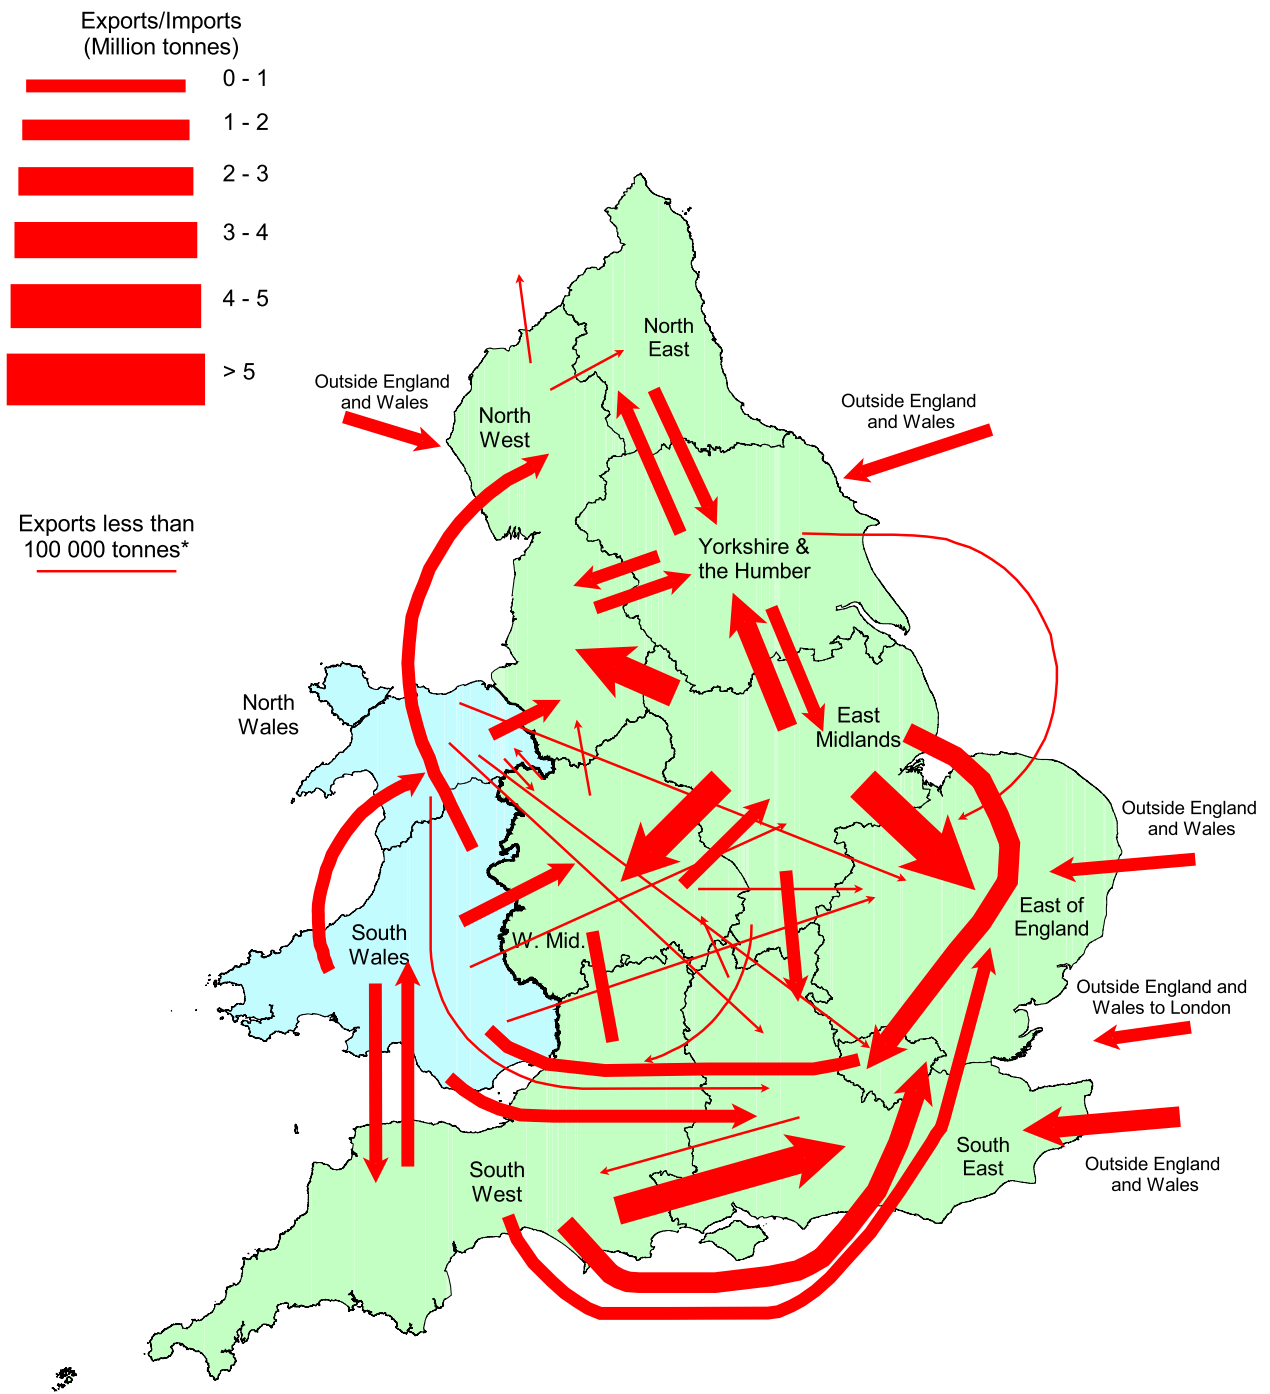 Exports/Imports
(Million tonnes)
0 - 1
1 - 2
2 - 3
3 - 4
4 - 5
> 5
Exports less than
100 000 tonnes*
North
East
Outside England
and Wales
North
West
Outside England
and Wales
Yorkshire &
the Humber
North
Wales
East
Midlands
Outside England
and Wales
East of
England
South
Wales
W. Mid.
Outside England and
Wales to London
South
East
South
West
Outside England
and Wales